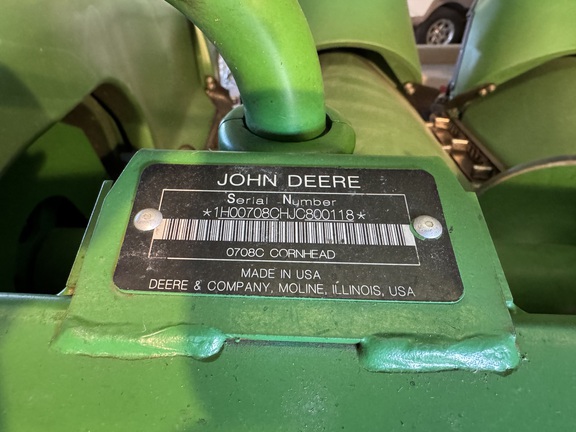 JOHN DEERE
Serial Number
*1H00708CHJC800118*
0708C CORNHEAD
MADE IN USA
DEERE & COMPANY, MOLINE, ILLINOIS, USA